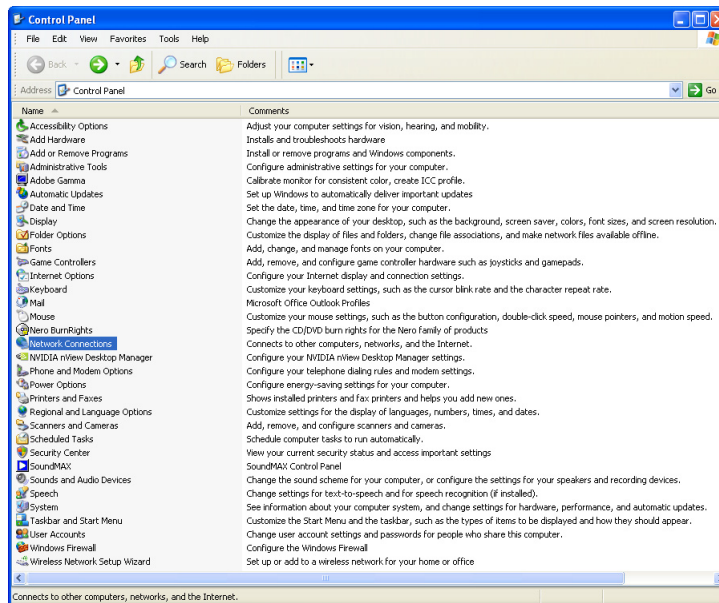 Control Panel
File Edit View Favorites Tools Help
Back Search Folders
Address Control Panel Go
Name Comments
Accessibility Options Adjust your computer settings for vision, hearing, and mobility.
Add Hardware Installs and troubleshoots hardware
Add or Remove Programs Install or remove programs and Windows components.
Administrative Tools Configure administrative settings for your computer.
Adobe Gamma Calibrate monitor for consistent color, create ICC profile.
Automatic Updates Set up Windows to automatically deliver important updates
Date and Time Set the date, time, and time zone for your computer.
Display Change the appearance of your desktop, such as the background, screen saver, colors, font sizes, and screen resolution.
Folder Options Customize the display of files and folders, change file associations, and make network files available offline.
Fonts Add, change, and manage fonts on your computer.
Game Controllers Add, remove, and configure game controller hardware such as joysticks and gamepads.
Internet Options Configure your Internet display and connection settings.
Keyboard Customize your keyboard settings, such as the cursor blink rate and the character repeat rate.
Mail Microsoft Office Outlook Profiles
Mouse Customize your mouse settings, such as the button configuration, double-click speed, mouse pointers, and motion speed.
Nero BurnRights Specify the CD/DVD burn rights for the Nero family of products
Network Connections Connects to other computers, networks, and the Internet.
NVIDIA nView Desktop Manager Configure your NVIDIA nView Desktop Manager settings.
Phone and Modem Options Configure your telephone dialing rules and modem settings.
Power Options Configure energy-saving settings for your computer.
Printers and Faxes Shows installed printers and fax printers and helps you add new ones.
Regional and Language Options Customize settings for the display of languages, numbers, times, and dates.
Scanners and Cameras Add, remove, and configure scanners and cameras.
Scheduled Tasks Schedule computer tasks to run automatically.
Security Center View your current security status and access important settings
SoundMAX SoundMAX Control Panel
Sounds and Audio Devices Change the sound scheme for your computer, or configure the settings for your speakers and recording devices.
Speech Change settings for text-to-speech and for speech recognition (if installed).
System See information about your computer system, and change settings for hardware, performance, and automatic updates.
Taskbar and Start Menu Customize the Start Menu and the taskbar, such as the types of items to be displayed and how they should appear.
User Accounts Change user account settings and passwords for people who share this computer.
Windows Firewall Configure the Windows Firewall
Wireless Network Setup Wizard Set up or add to a wireless network for your home or office
Connects to other computers, networks, and the Internet.